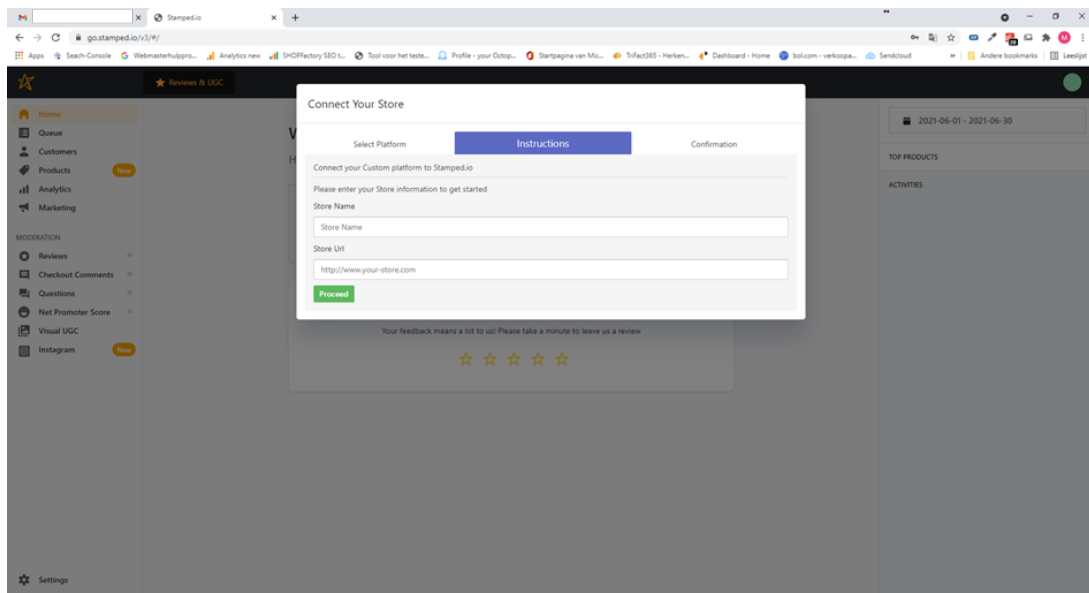 Stamped.io
go.stamped.io/v3/#/
Apps Seach-Console Webmasterhulppro... Analytics new SHOPFactory SEO t... Tool voor het teste... Profile - your Octop... Startpagina van Mic... TriFact365 - Herken... Dashboard - Home bol.com - verkoopa... Sendcloud » Andere bookmarks Leeslijst
Reviews & UGC
Home
Queue
Customers
Products New
Analytics
Marketing
MODERATION
Reviews
Checkout Comments
Questions
Net Promoter Score
Visual UGC
Instagram New
Settings
Connect Your Store
Select Platform Instructions Confirmation
Connect your Custom platform to Stamped.io
Please enter your Store information to get started
Store Name
Store Name
Store Url
http://www.your-store.com
Proceed
Your feedback means a lot to us! Please take a minute to leave us a review
2021-06-01 - 2021-06-30
TOP PRODUCTS
ACTIVITIES